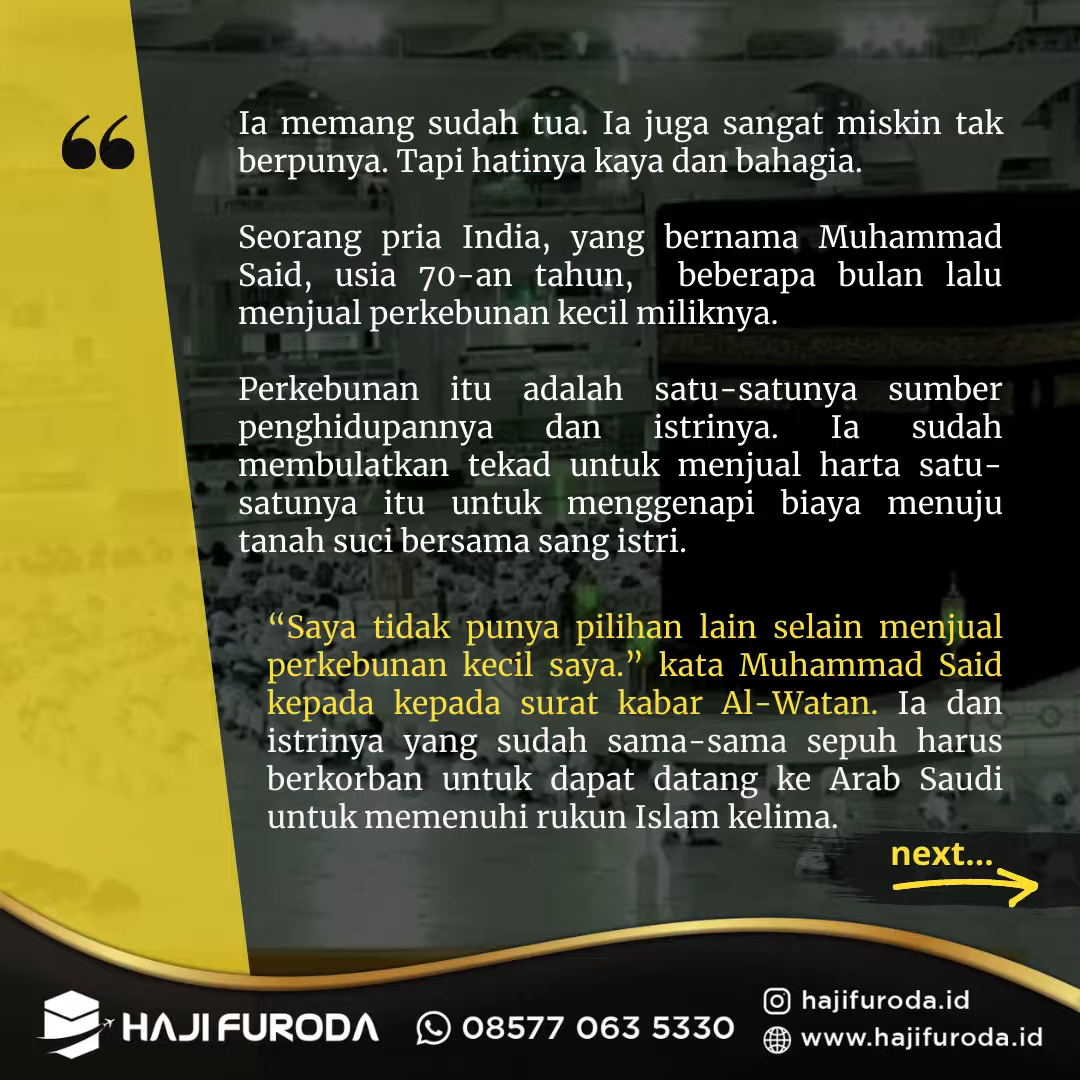 “
Ia memang sudah tua. Ia juga sangat miskin tak
berpunya. Tapi hatinya kaya dan bahagia.
Seorang pria India, yang bernama Muhammad
Said, usia 70-an tahun, beberapa bulan lalu
menjual perkebunan kecil miliknya.
Perkebunan itu adalah satu-satunya sumber
penghidupannya dan istrinya. Ia sudah
membulatkan tekad untuk menjual harta satu-
satunya itu untuk menggenapi biaya menuju
tanah suci bersama sang istri.
“Saya tidak punya pilihan lain selain menjual
perkebunan kecil saya.” kata Muhammad Said
kepada kepada surat kabar Al-Watan. Ia dan
istrinya yang sudah sama-sama sepuh harus
berkorban untuk dapat datang ke Arab Saudi
untuk memenuhi rukun Islam kelima.
next...
HAJI FURODA
08577 063 5330
hajifuroda.id
www.hajifuroda.id